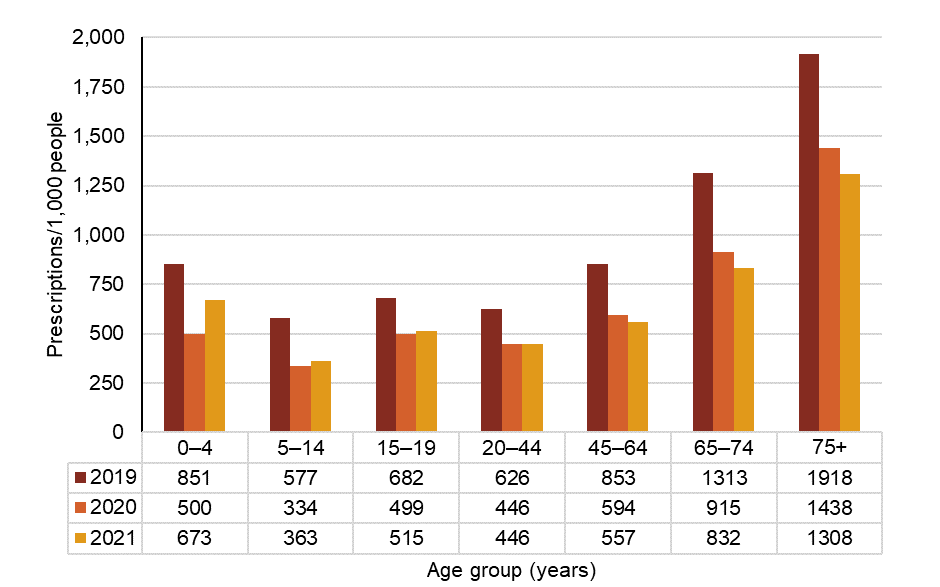 2,000
1,750
1,500
1,250
1,000
750
500
250
0
Prescriptions/1,000 people
0–4 5–14 15–19 20–44 45–64 65–74 75+
2019 851 577 682 626 853 1313 1918
2020 500 334 499 446 594 915 1438
2021 673 363 515 446 557 832 1308
Age group (years)